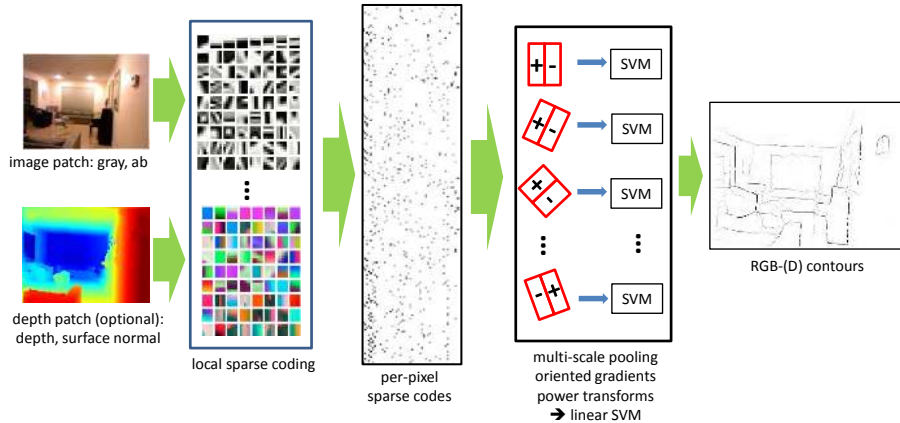 image patch: gray, ab
depth patch (optional):
depth, surface normal
local sparse coding
per-pixel
sparse codes
+ -
SVM
+ -
SVM
+ -
SVM
- +
SVM
multi-scale pooling
oriented gradients
power transforms
➔ linear SVM
RGB-(D) contours